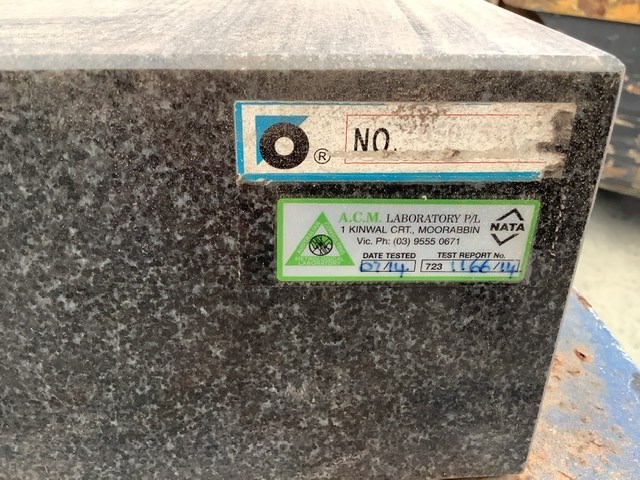 ® NO.
A.C.M. LABORATORY P/L
1 KINWAL CRT., MOORABBIN
Vic. Ph: (03) 9555 0671
NATA
DATE TESTED TEST REPORT No.
07/14 723 1166/14